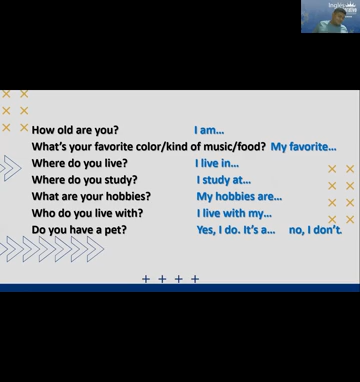 Ingles
How old are you? I am...
What's your favorite color/kind of music/food? My favorite...
Where do you live? I live in...
Where do you study? I study at...
What are your hobbies? My hobbies are...
Who do you live with? I live with my...
Do you have a pet? Yes, I do. It's a... no, I don't.